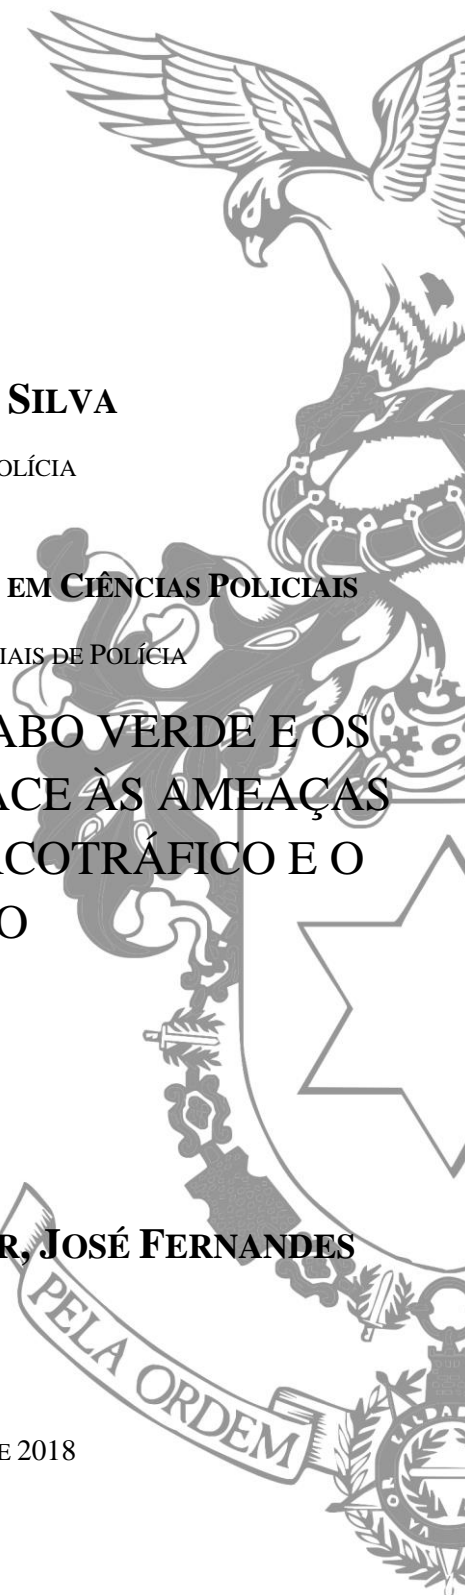 SILVA
OLÍCIA
EM CIÊNCIAS POLICIAIS
IAIS DE POLÍCIA
ABO VERDE E OS
ACE ÀS AMEAÇAS
RCOTRÁFICO E O
O
R, JOSÉ FERNANDES
PELA ORDEM
E 2018